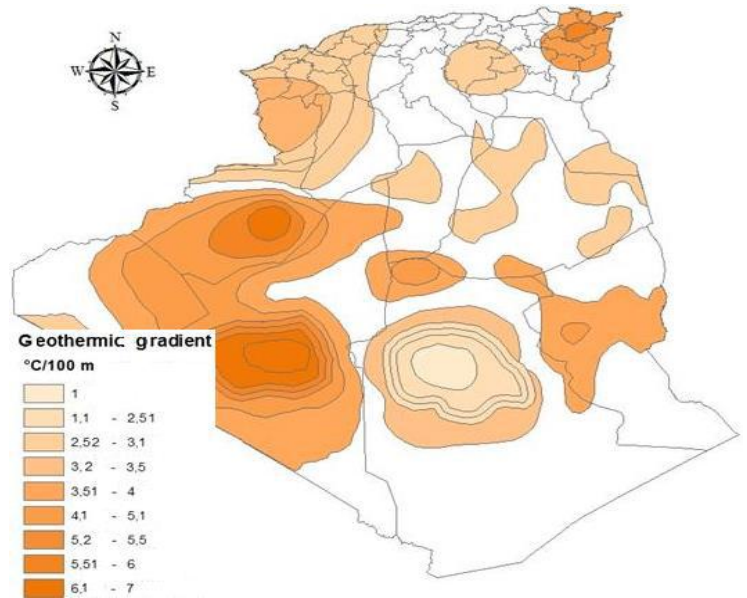 N
W E
S
Geothermic gradient
°C/100 m
1
1,1 - 2,51
2,52 - 3,1
3,2 - 3,5
3,51 - 4
4,1 - 5,1
5,2 - 5,5
5,51 - 6
6,1 - 7